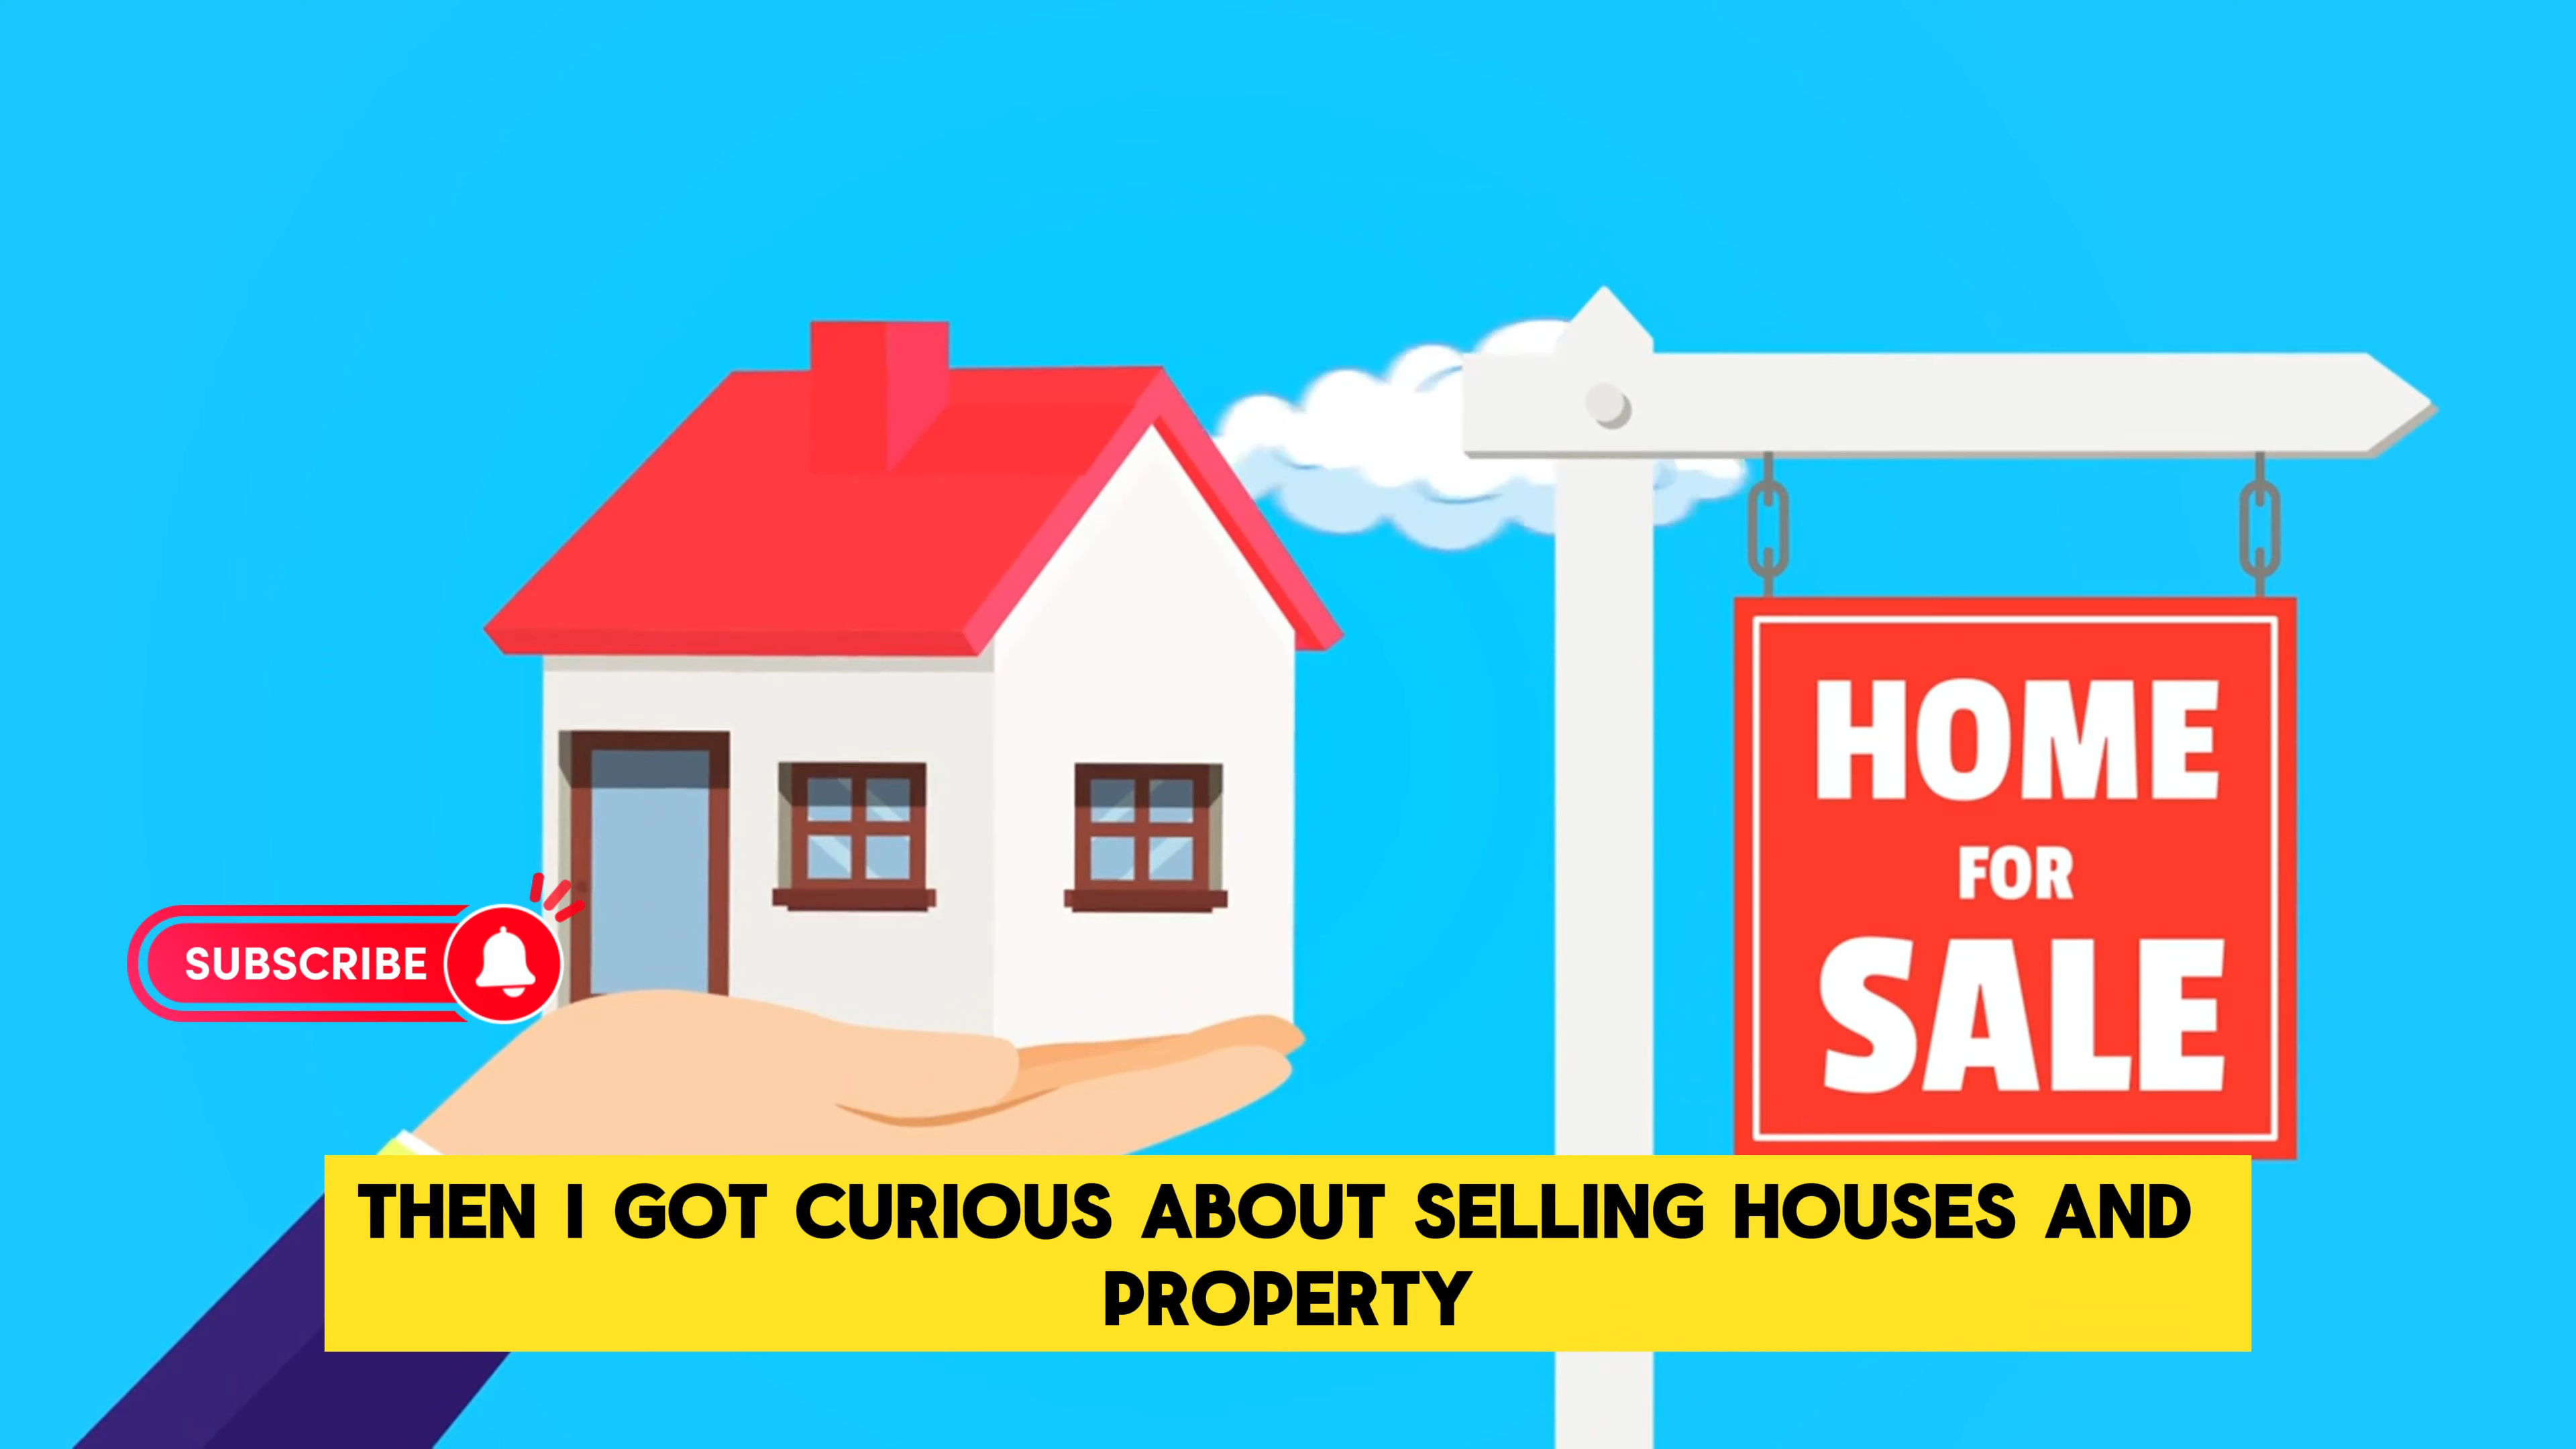 HOME
FOR
SALE
SUBSCRIBE
THEN I GOT CURIOUS ABOUT SELLING HOUSES AND
PROPERTY